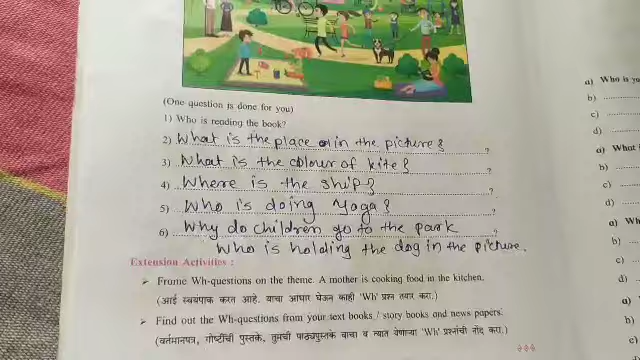 (One question is done for you)
1) Who is reading the book?
2) What is the place in the picture?
3) What is the colour of kite?
4) Where is the ship?
5) Who is doing Yoga?
6) Why do children go to the park ?
Who is holding the dog in the picture.
Extension Activities :
➤ Frame Wh-questions on the theme. A mother is cooking food in the kitchen.
(आई स्वयंपाक करत आहे. याचा आधार घेऊन काही 'Wh' प्रश्न तयार करा.)
➤ Find out the Wh-questions from your text books / story books and news papers.
(वर्तमानपत्र, गोष्टींची पुस्तके, तुमची पाठ्यपुस्तके वाचा व त्यात येणाऱ्या 'Wh' प्रश्नांची नोंद करा.)
a) Who is
b)
c)
d)
a) What
b)
c)
d)
a) Wh
b)
c)
d)
a)
b)
c)